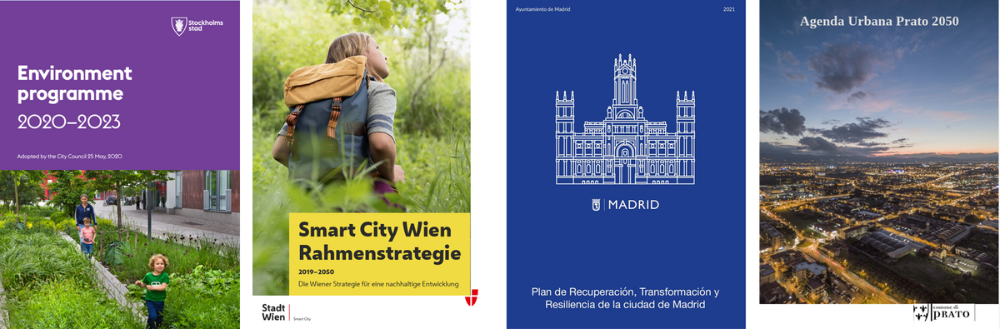 Stockholms
stad
Environment
programme
2020–2023
Adopted by the City Council 25 May, 2020
Smart City Wien
Rahmenstrategie
2019–2050
Die Wiener Strategie für eine nachhaltige Entwicklung
Stadt
Wien
Smart City
Ayuntamiento de Madrid
2021
MADRID
Plan de Recuperación, Transformación y
Resiliencia de la ciudad de Madrid
Agenda Urbana Prato 2050
comune di
PRATO